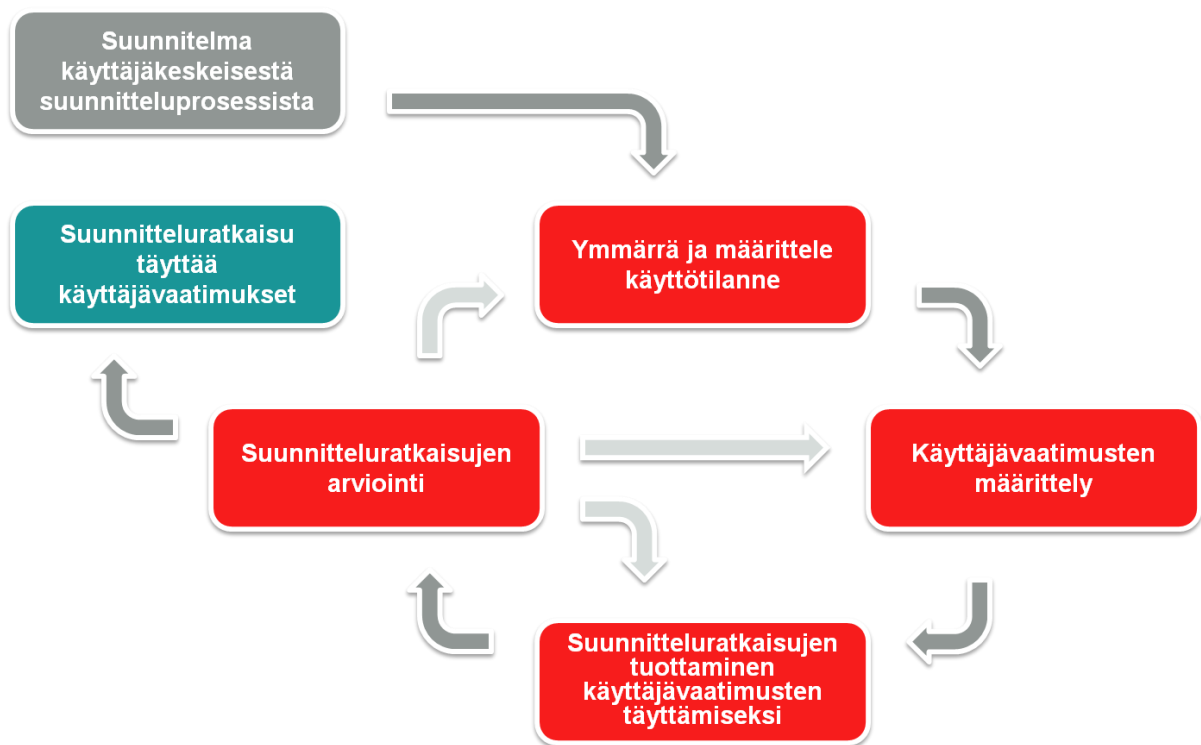 Suunnitelma
käyttäjäkeskeisestä
suunnitteluprosessista
Suunnitteluratkaisu
täyttää
käyttäjävaatimukset
Ymmärrä ja määrittele
käyttötilanne
Suunnitteluratkaisujen
arviointi
Käyttäjävaatimusten
määrittely
Suunnitteluratkaisujen
tuottaminen
käyttäjävaatimusten
täyttämiseksi